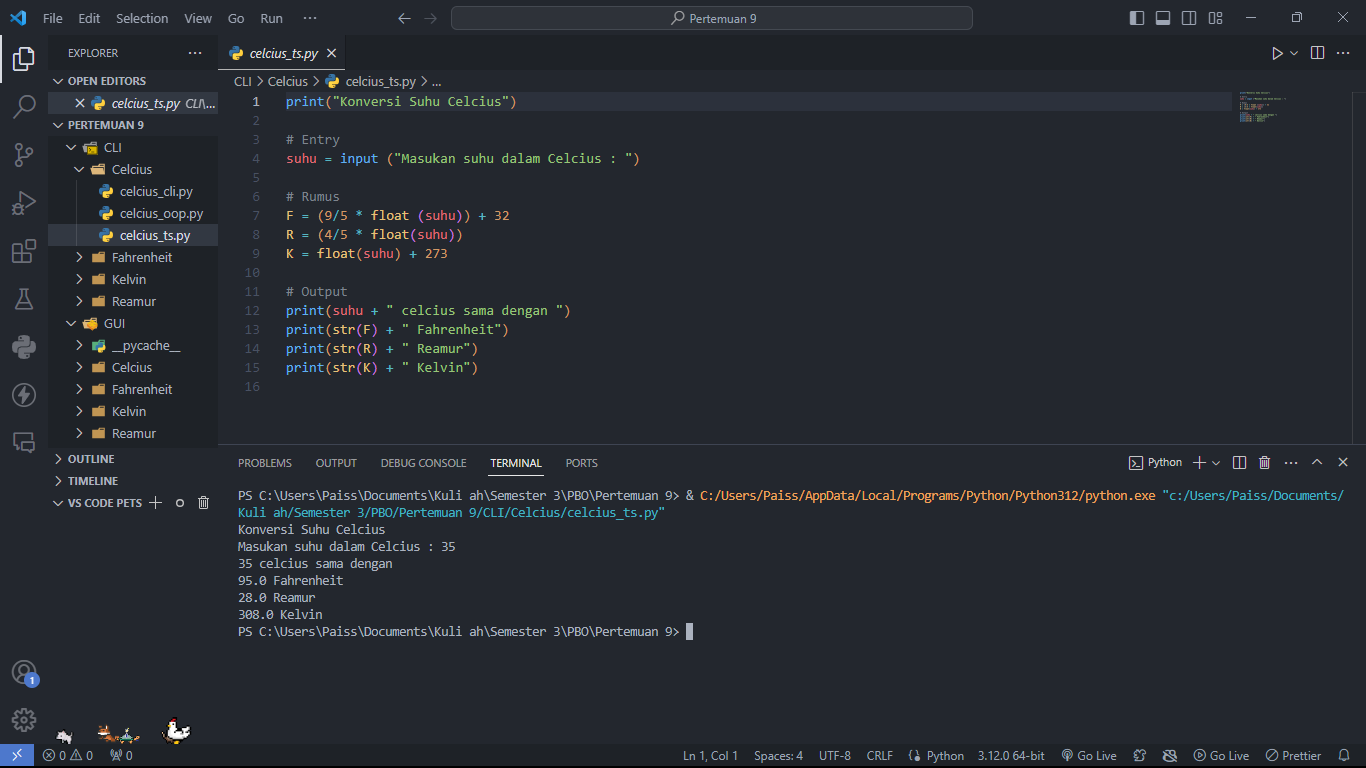 File Edit Selection View Go Run ··· Pertemuan 9
EXPLORER ···
OPEN EDITORS
celcius_ts.py CLI\...
PERTEMUAN 9
CLI
Celcius
celcius_cli.py
celcius_oop.py
celcius_ts.py
Fahrenheit
Kelvin
Reamur
GUI
__pycache__
Celcius
Fahrenheit
Kelvin
Reamur
OUTLINE
TIMELINE
VS CODE PETS
1
celcius_ts.py
CLI > Celcius > celcius_ts.py > ...
1 print("Konversi Suhu Celcius")
2
3 # Entry
4 suhu = input ("Masukan suhu dalam Celcius : ")
5
6 # Rumus
7 F = (9/5 * float (suhu)) + 32
8 R = (4/5 * float(suhu))
9 K = float(suhu) + 273
10
11 # Output
12 print(suhu + " celcius sama dengan ")
13 print(str(F) + " Fahrenheit")
14 print(str(R) + " Reamur")
15 print(str(K) + " Kelvin")
16
PROBLEMS OUTPUT DEBUG CONSOLE TERMINAL PORTS Python ···
PS C:\Users\Paiss\Documents\Kuli ah\Semester 3\PBO\Pertemuan 9> & C:/Users/Paiss/AppData/Local/Programs/Python/Python312/python.exe "c:/Users/Paiss/Documents/
Kuli ah/Semester 3/PBO/Pertemuan 9/CLI/Celcius/celcius_ts.py"
Konversi Suhu Celcius
Masukan suhu dalam Celcius : 35
35 celcius sama dengan
95.0 Fahrenheit
28.0 Reamur
308.0 Kelvin
PS C:\Users\Paiss\Documents\Kuli ah\Semester 3\PBO\Pertemuan 9>
0 0 0 Ln 1, Col 1 Spaces: 4 UTF-8 CRLF Python 3.12.0 64-bit Go Live Go Live Prettier